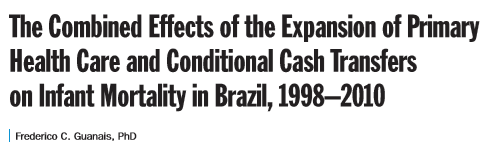 The Combined Effects of the Expansion of Primary
Health Care and Conditional Cash Transfers
on Infant Mortality in Brazil, 1998–2010
Frederico C. Guanais, PhD